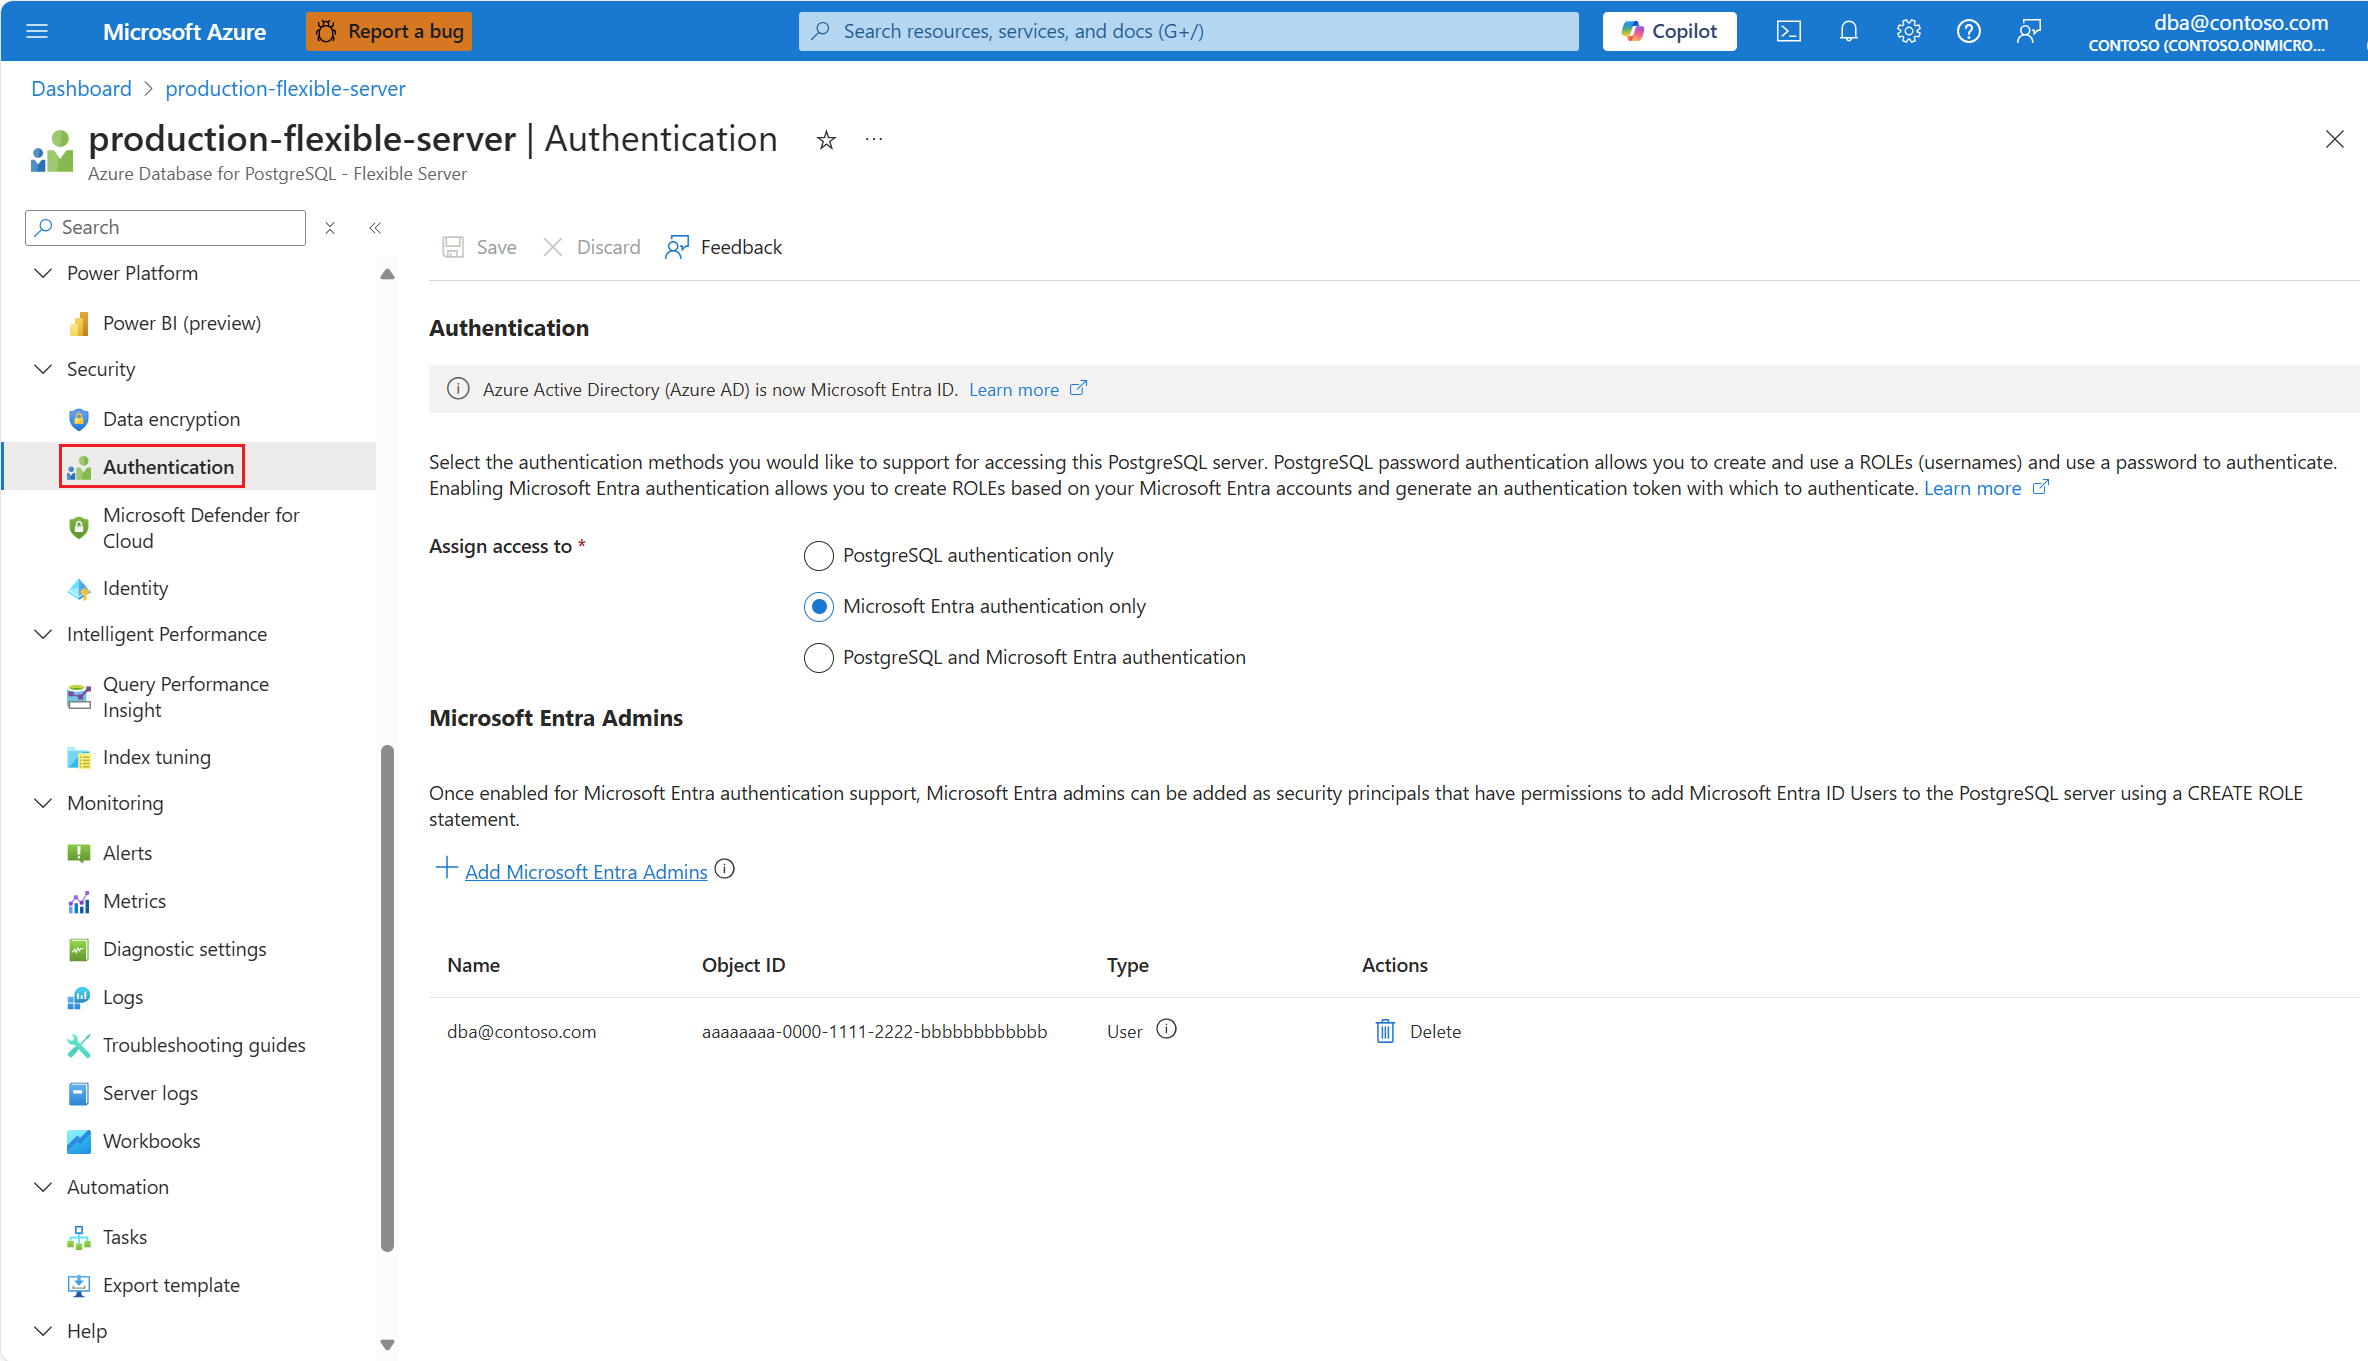 Microsoft Azure
Report a bug
Search resources, services, and docs (G+/)
Copilot
dba@contoso.com
CONTOSO (CONTOSO.ONMICRO...
Dashboard > production-flexible-server
production-flexible-server | Authentication
Azure Database for PostgreSQL - Flexible Server
Search
Power Platform
Power BI (preview)
Security
Data encryption
Authentication
Microsoft Defender for
Cloud
Identity
Intelligent Performance
Query Performance
Insight
Index tuning
Monitoring
Alerts
Metrics
Diagnostic settings
Logs
Troubleshooting guides
Server logs
Workbooks
Automation
Tasks
Export template
Help
Save Discard Feedback
Authentication
Azure Active Directory (Azure AD) is now Microsoft Entra ID. Learn more
Select the authentication methods you would like to support for accessing this PostgreSQL server. PostgreSQL password authentication allows you to create and use a ROLEs (usernames) and use a password to authenticate.
Enabling Microsoft Entra authentication allows you to create ROLEs based on your Microsoft Entra accounts and generate an authentication token with which to authenticate. Learn more
Assign access to *
PostgreSQL authentication only
Microsoft Entra authentication only
PostgreSQL and Microsoft Entra authentication
Microsoft Entra Admins
Once enabled for Microsoft Entra authentication support, Microsoft Entra admins can be added as security principals that have permissions to add Microsoft Entra ID Users to the PostgreSQL server using a CREATE ROLE
statement.
Add Microsoft Entra Admins
Name Object ID Type Actions
dba@contoso.com aaaaaaaa-0000-1111-2222-bbbbbbbbbbbb User Delete